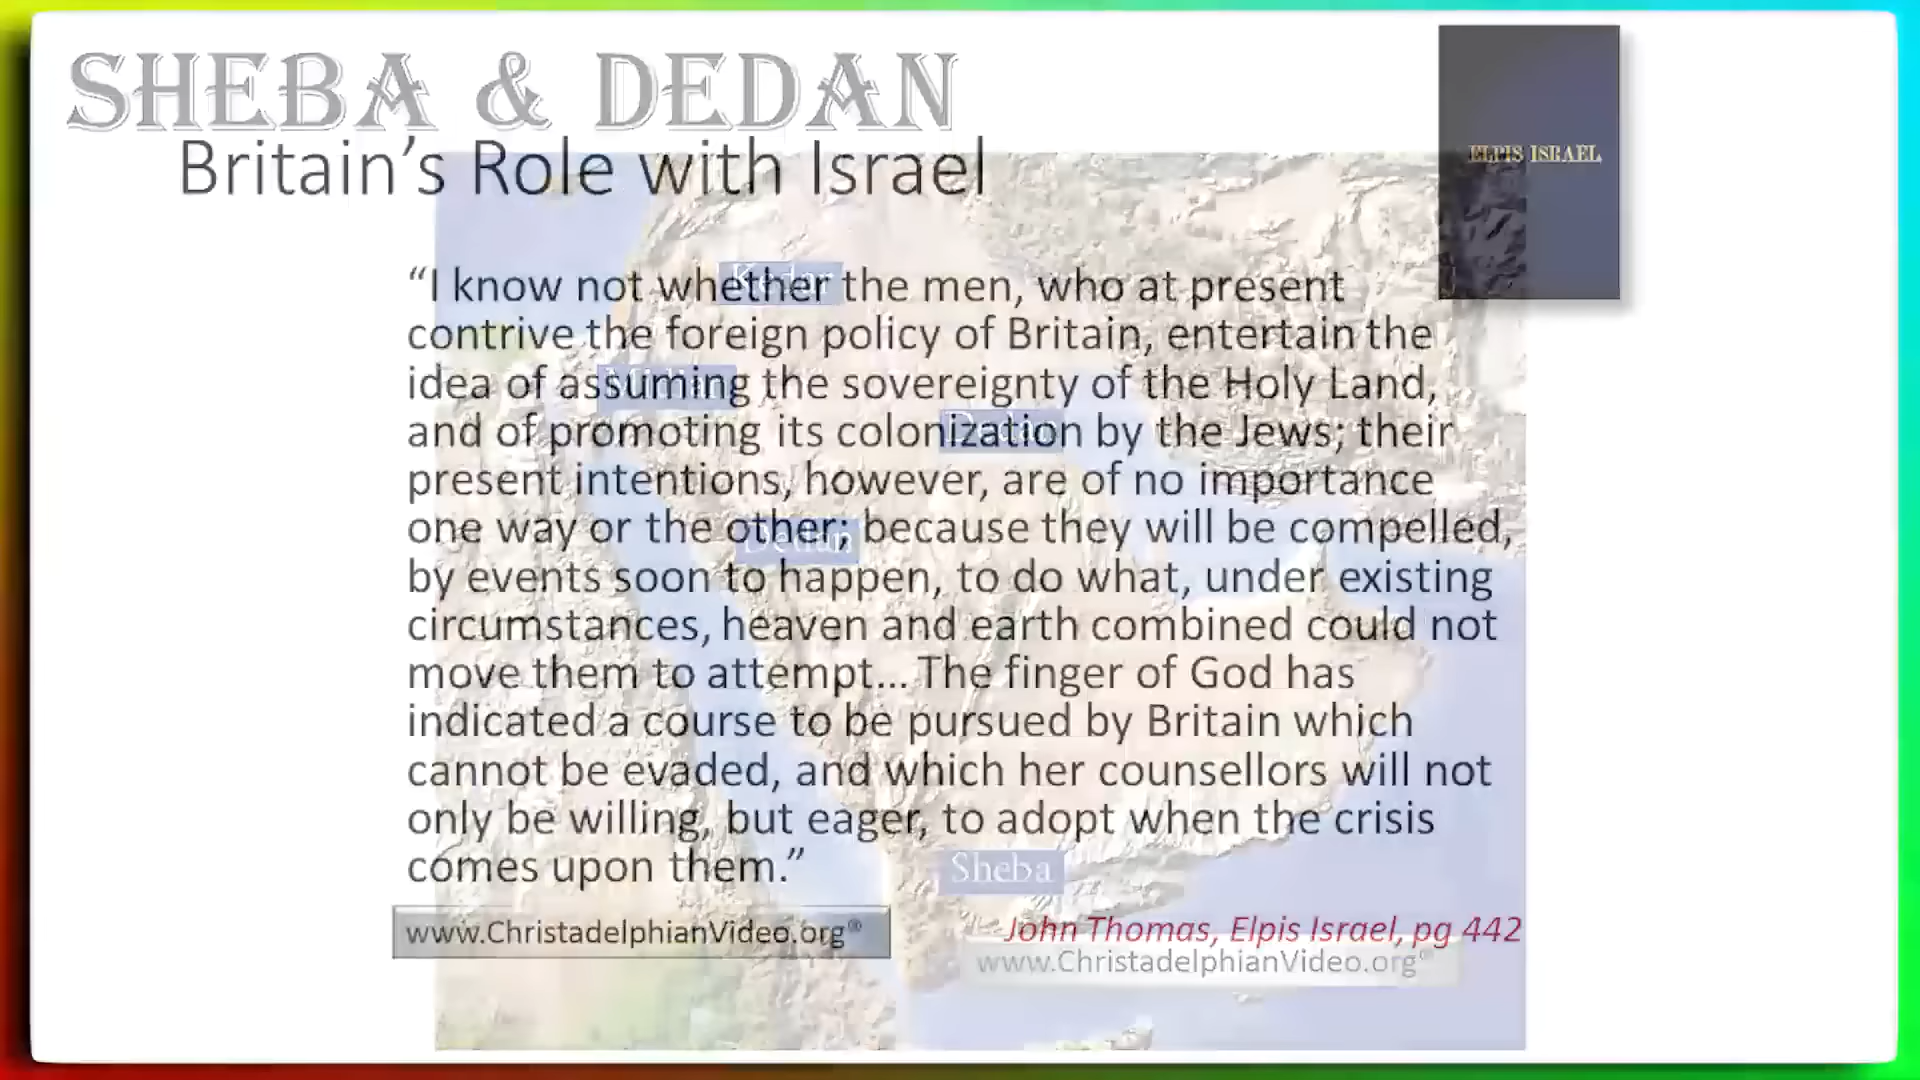 SHEBA & DEDAN
Britain's Role with Israel
ELPIS ISRAEL
Kedar
“I know not whether the men, who at present
contrive the foreign policy of Britain, entertain the
idea of assuming the sovereignty of the Holy Land,
Midian
and of promoting its colonization by the Jews; their
Dedan
present intentions, however, are of no importance
one way or the other; because they will be compelled,
Dedan
by events soon to happen, to do what, under existing
circumstances, heaven and earth combined could not
move them to attempt... The finger of God has
indicated a course to be pursued by Britain which
cannot be evaded, and which her counsellors will not
only be willing, but eager, to adopt when the crisis
comes upon them.”
Sheba
www.ChristadelphianVideo.org®
John Thomas, Elpis Israel, pg 442
www.ChristadelphianVideo.org®